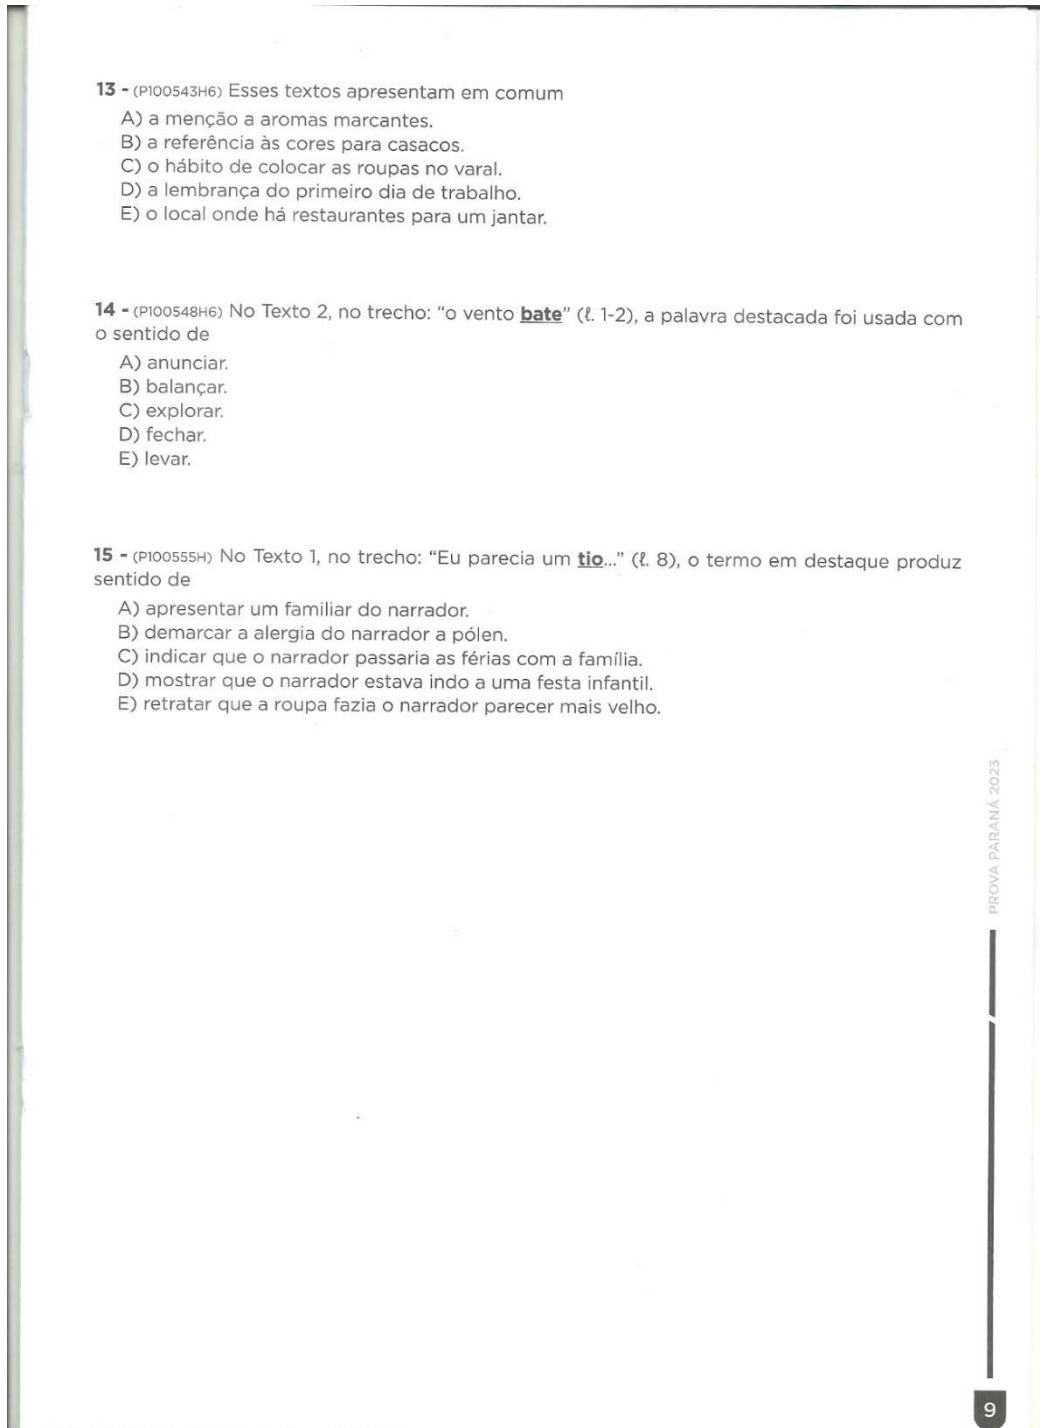 13 - (P100543H6) Esses textos apresentam em comum
A) a menção a aromas marcantes.
B) a referência às cores para casacos.
C) o hábito de colocar as roupas no varal.
D) a lembrança do primeiro dia de trabalho.
E) o local onde há restaurantes para um jantar.
14 - (P100548H6) No Texto 2, no trecho: “o vento bate” (ℓ. 1-2), a palavra destacada foi usada com
o sentido de
A) anunciar.
B) balançar.
C) explorar.
D) fechar.
E) levar.
15 - (P100555H) No Texto 1, no trecho: “Eu parecia um tio...” (ℓ. 8), o termo em destaque produz
sentido de
A) apresentar um familiar do narrador.
B) demarcar a alergia do narrador a pólen.
C) indicar que o narrador passaria as férias com a família.
D) mostrar que o narrador estava indo a uma festa infantil.
E) retratar que a roupa fazia o narrador parecer mais velho.
PROVA PARANÁ 2023
9